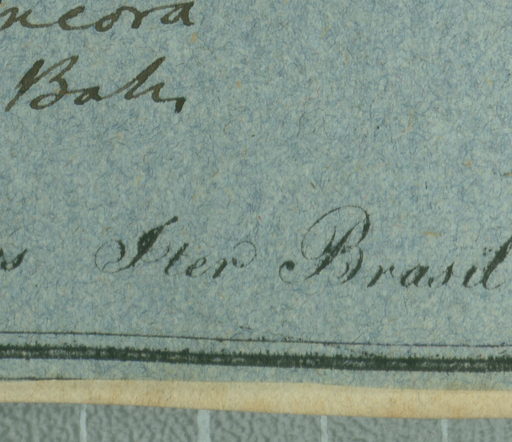 ncora
Bah,
s Iter Brasil